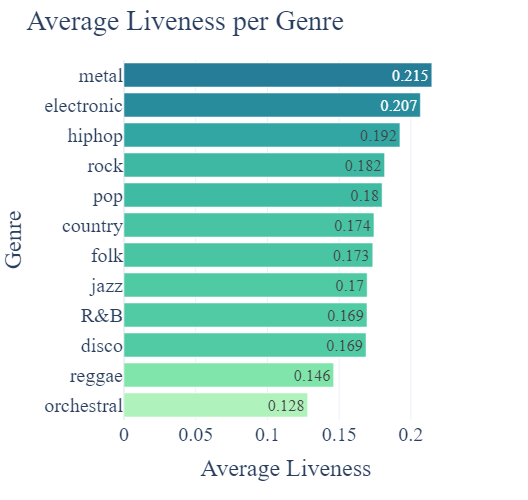 Average Liveness per Genre
Genre
metal 0.215
electronic 0.207
hiphop 0.192
rock 0.182
pop 0.18
country 0.174
folk 0.173
jazz 0.17
R&B 0.169
disco 0.169
reggae 0.146
orchestral 0.128
0 0.05 0.1 0.15 0.2
Average Liveness